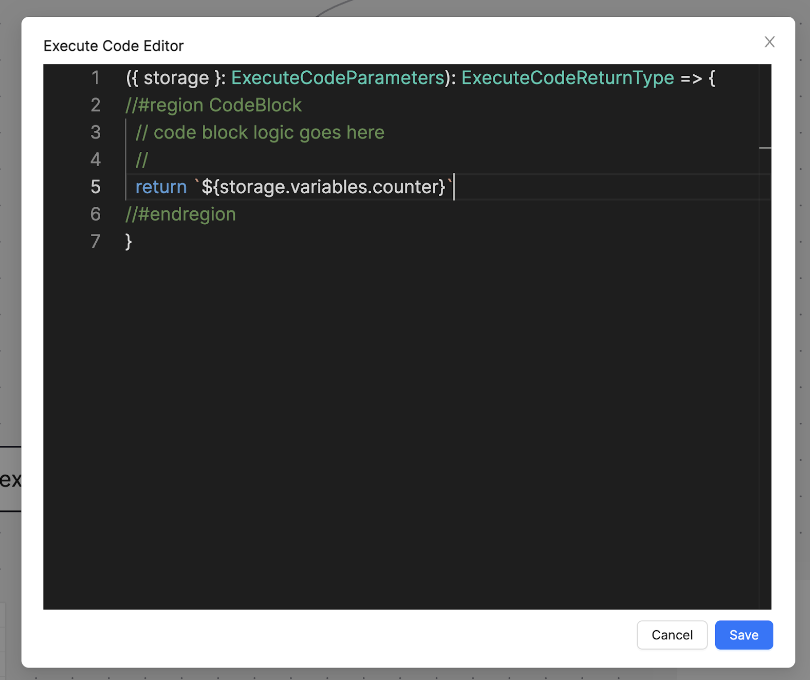 Execute Code Editor
1 ({ storage }: ExecuteCodeParameters): ExecuteCodeReturnType => {
2 //#region CodeBlock
3 // code block logic goes here
4 //
5 return `${storage.variables.counter}`
6 //#endregion
7 }
ex
Cancel Save